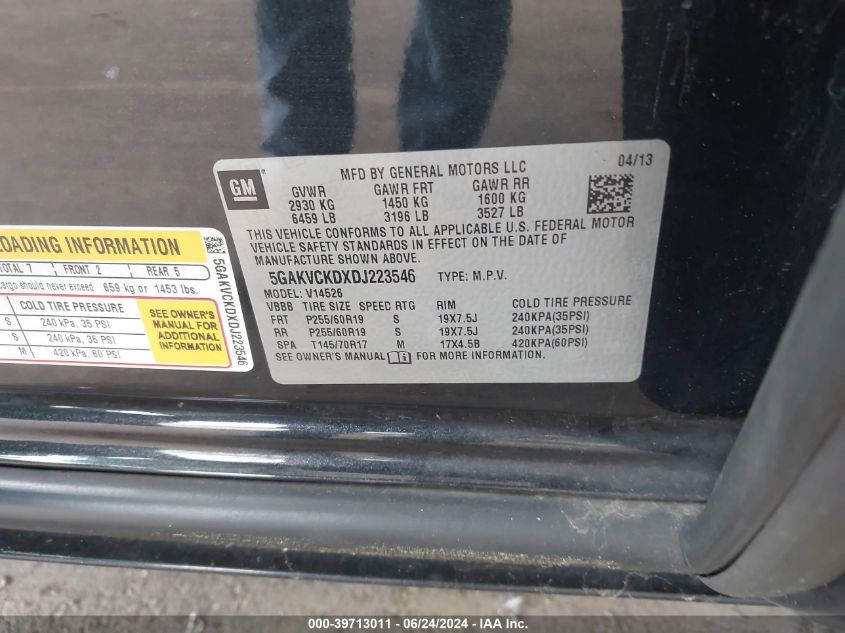 MFD BY GENERAL MOTORS LLC 04/13
GM
GVWR GAWR FRT GAWR RR
2930 KG 1450 KG 1600 KG
6459 LB 3196 LB 3527 LB
THIS VEHICLE CONFORMS TO ALL APPLICABLE U.S. FEDERAL MOTOR
VEHICLE SAFETY STANDARDS IN EFFECT ON THE DATE OF
MANUFACTURE SHOWN ABOVE.
5GAKVCKDXDJ223546 TYPE: M.P.V.
MODEL: V14526
VBBB TIRE SIZE SPEED RTG RIM COLD TIRE PRESSURE
FRT P255/60R19 S 19X7.5J 240KPA(35PSI)
RR P255/60R19 S 19X7.5J 240KPA(35PSI)
SPA T145/70R17 M 17X4.5B 420KPA(60PSI)
SEE OWNER'S MANUAL FOR MORE INFORMATION.
LOADING INFORMATION
TOTAL 7 FRONT 2 REAR 5
cargo should never exceed 659 kg or 1453 lbs.
COLD TIRE PRESSURE
S 240 kPa, 35 PSI
S 240 kPa, 35 PSI
M 420 kPa, 60 PSI
SEE OWNER'S
MANUAL FOR
ADDITIONAL
INFORMATION
5GAKVCKDXDJ223546
000-39713011 - 06/24/2024 - IAAI Inc.